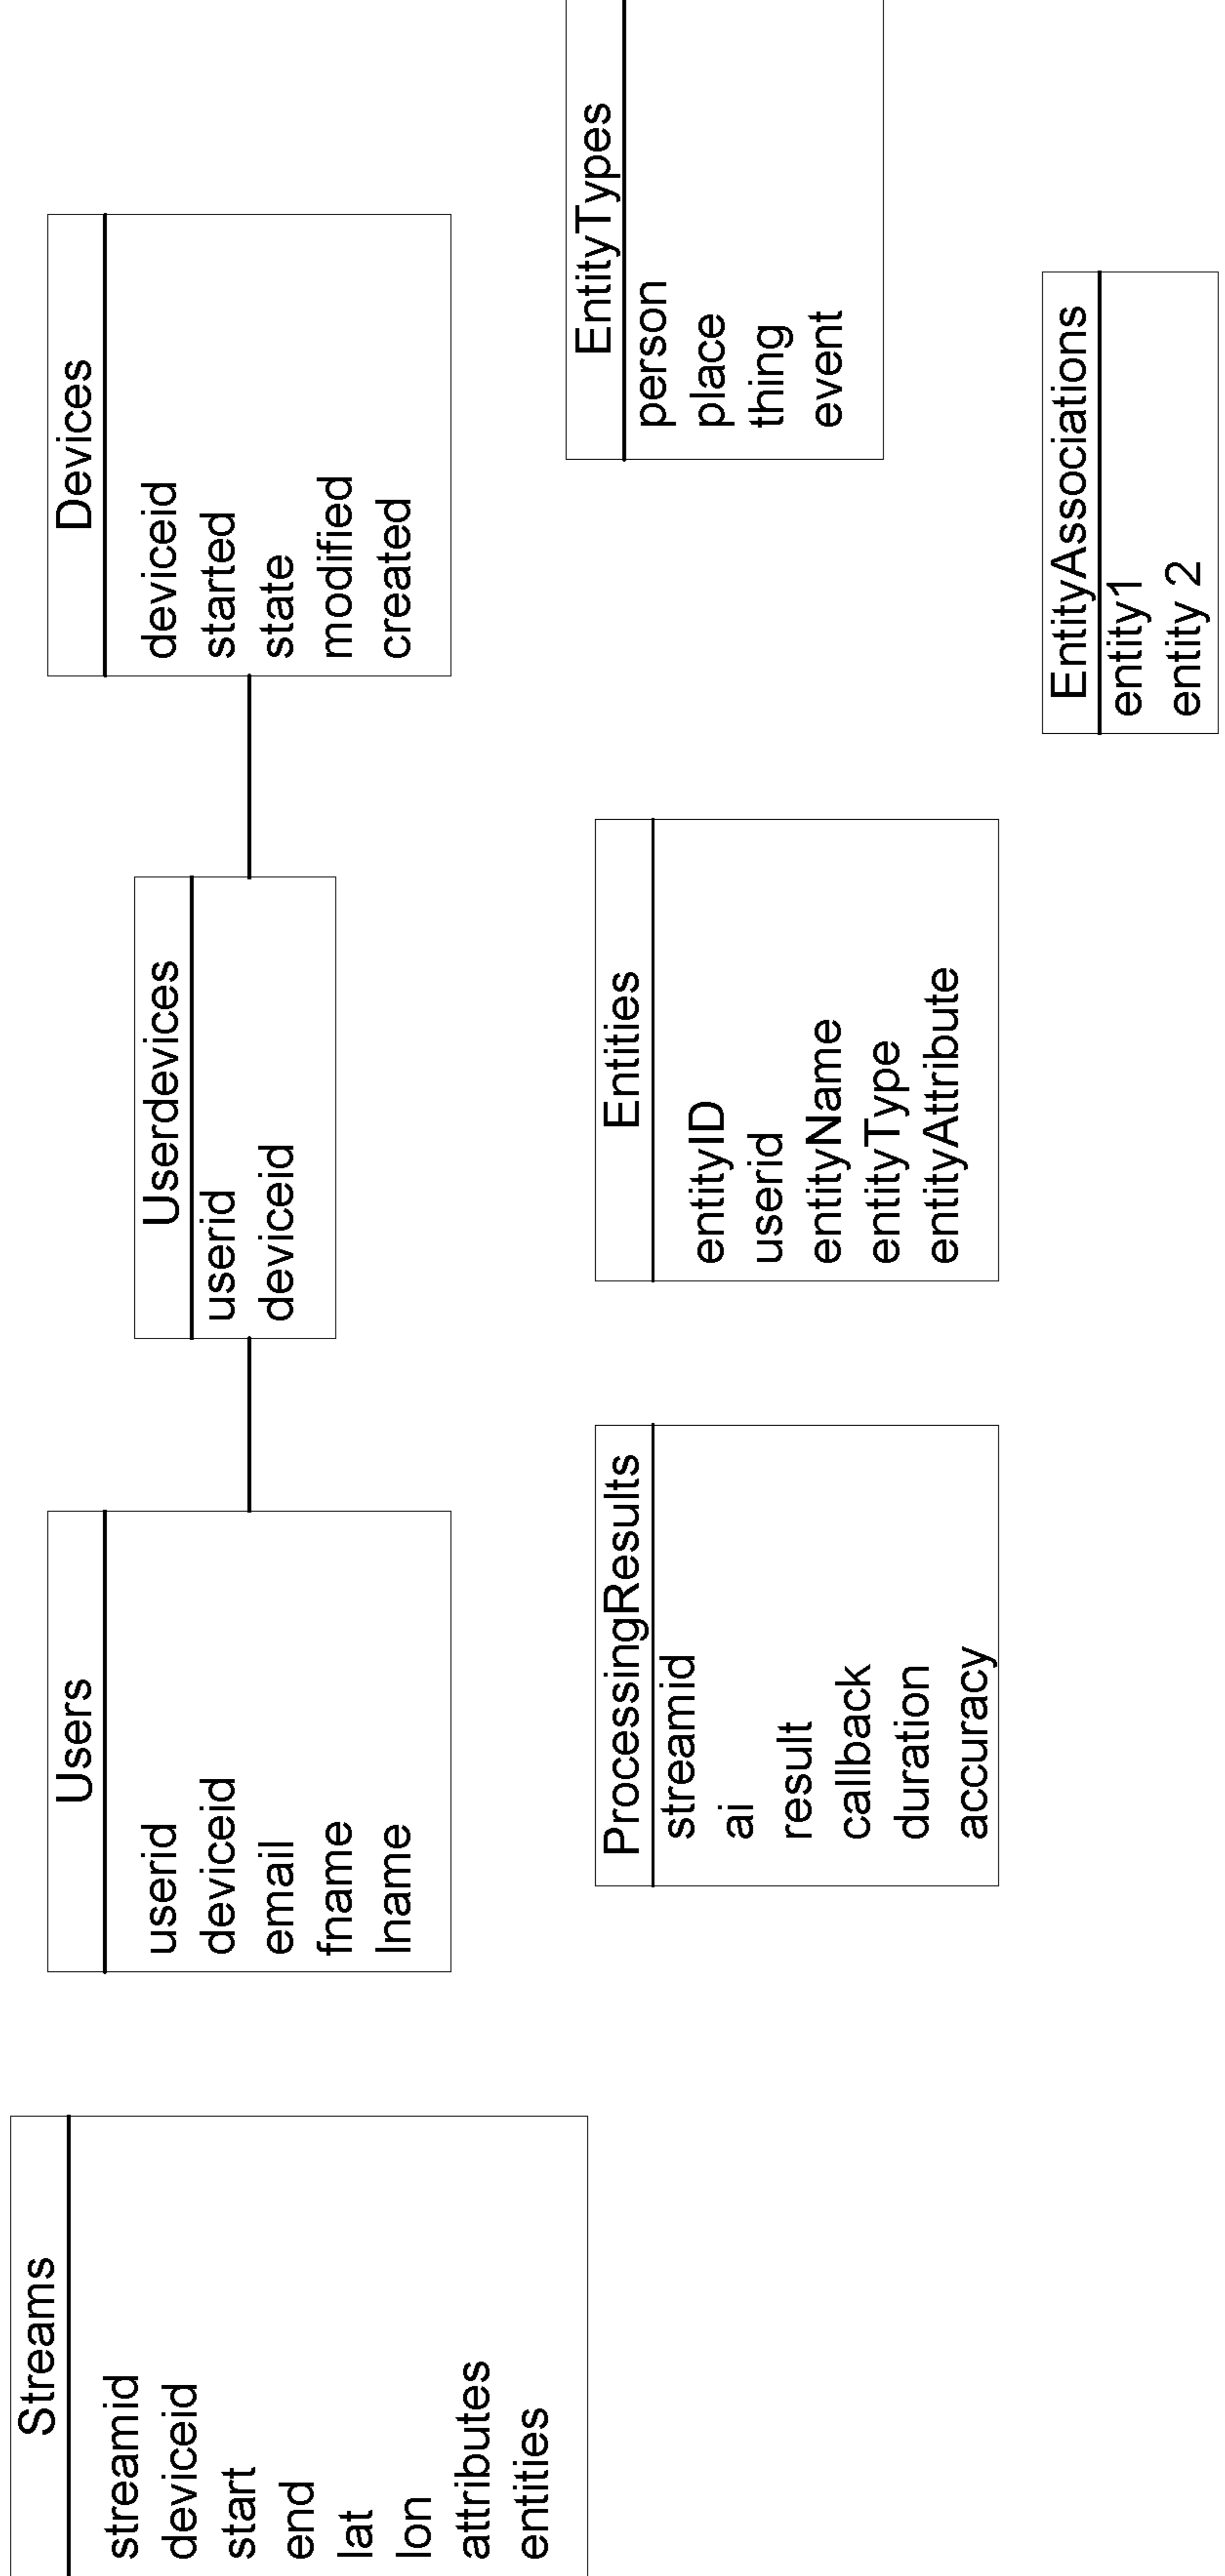 Streams
streamid
deviceid
start
end
lat
lon
attributes
entities
Users
userid
deviceid
email
fname
lname
Userdevices
userid
deviceid
Devices
deviceid
started
state
modified
created
ProcessingResults
streamid
ai
result
callback
duration
accuracy
Entities
entityID
userid
entityName
entityType
entityAttribute
EntityTypes
person
place
thing
event
EntityAssociations
entity1
entity 2